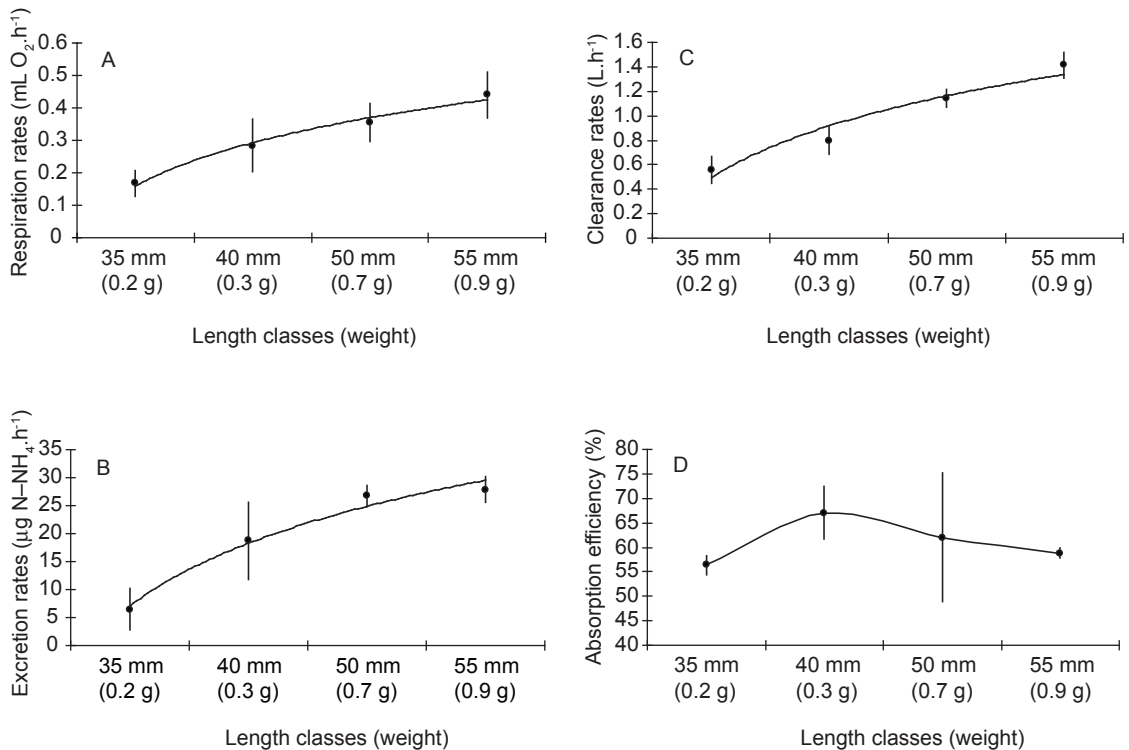 A
Respiration rates (mL O₂.h⁻¹)
0.6
0.5
0.4
0.3
0.2
0.1
0
35 mm 40 mm 50 mm 55 mm
(0.2 g) (0.3 g) (0.7 g) (0.9 g)
Length classes (weight)
C
Clearance rates (L.h⁻¹)
1.6
1.4
1.2
1.0
0.8
0.6
0.4
0.2
0
35 mm 40 mm 50 mm 55 mm
(0.2 g) (0.3 g) (0.7 g) (0.9 g)
Length classes (weight)
B
Excretion rates (µg N–NH₄.h⁻¹)
35
30
25
20
15
10
5
0
35 mm 40 mm 50 mm 55 mm
(0.2 g) (0.3 g) (0.7 g) (0.9 g)
Length classes (weight)
D
Absorption efficiency (%)
80
75
70
65
60
55
50
45
40
35 mm 40 mm 50 mm 55 mm
(0.2 g) (0.3 g) (0.7 g) (0.9 g)
Length classes (weight)